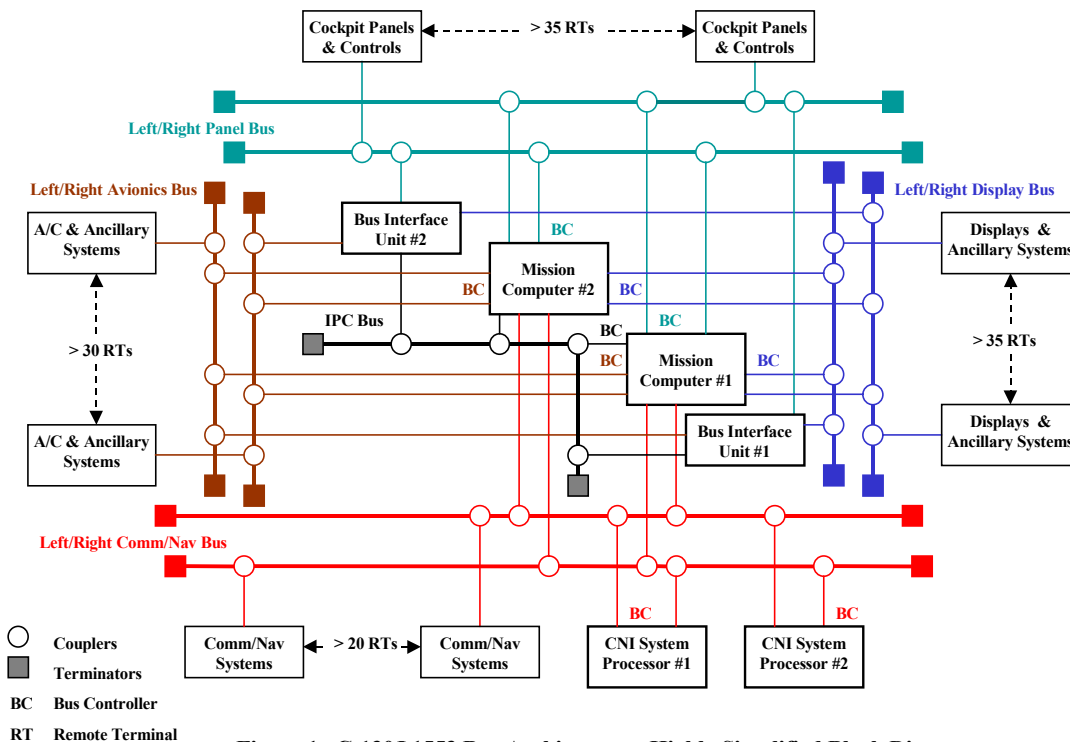 Cockpit Panels
& Controls
> 35 RTs
Cockpit Panels
& Controls
Left/Right Panel Bus
Left/Right Avionics Bus
Left/Right Display Bus
A/C & Ancillary
Systems
Bus Interface
Unit #2
BC
Displays &
Ancillary Systems
Mission
Computer #2
BC
BC
IPC Bus
BC
BC
> 30 RTs
BC
Mission
Computer #1
BC
> 35 RTs
A/C & Ancillary
Systems
Bus Interface
Unit #1
Displays &
Ancillary Systems
Left/Right Comm/Nav Bus
BC
BC
Comm/Nav
Systems
> 20 RTs
Comm/Nav
Systems
CNI System
Processor #1
CNI System
Processor #2
Couplers
Terminators
BC Bus Controller
RT Remote Terminal